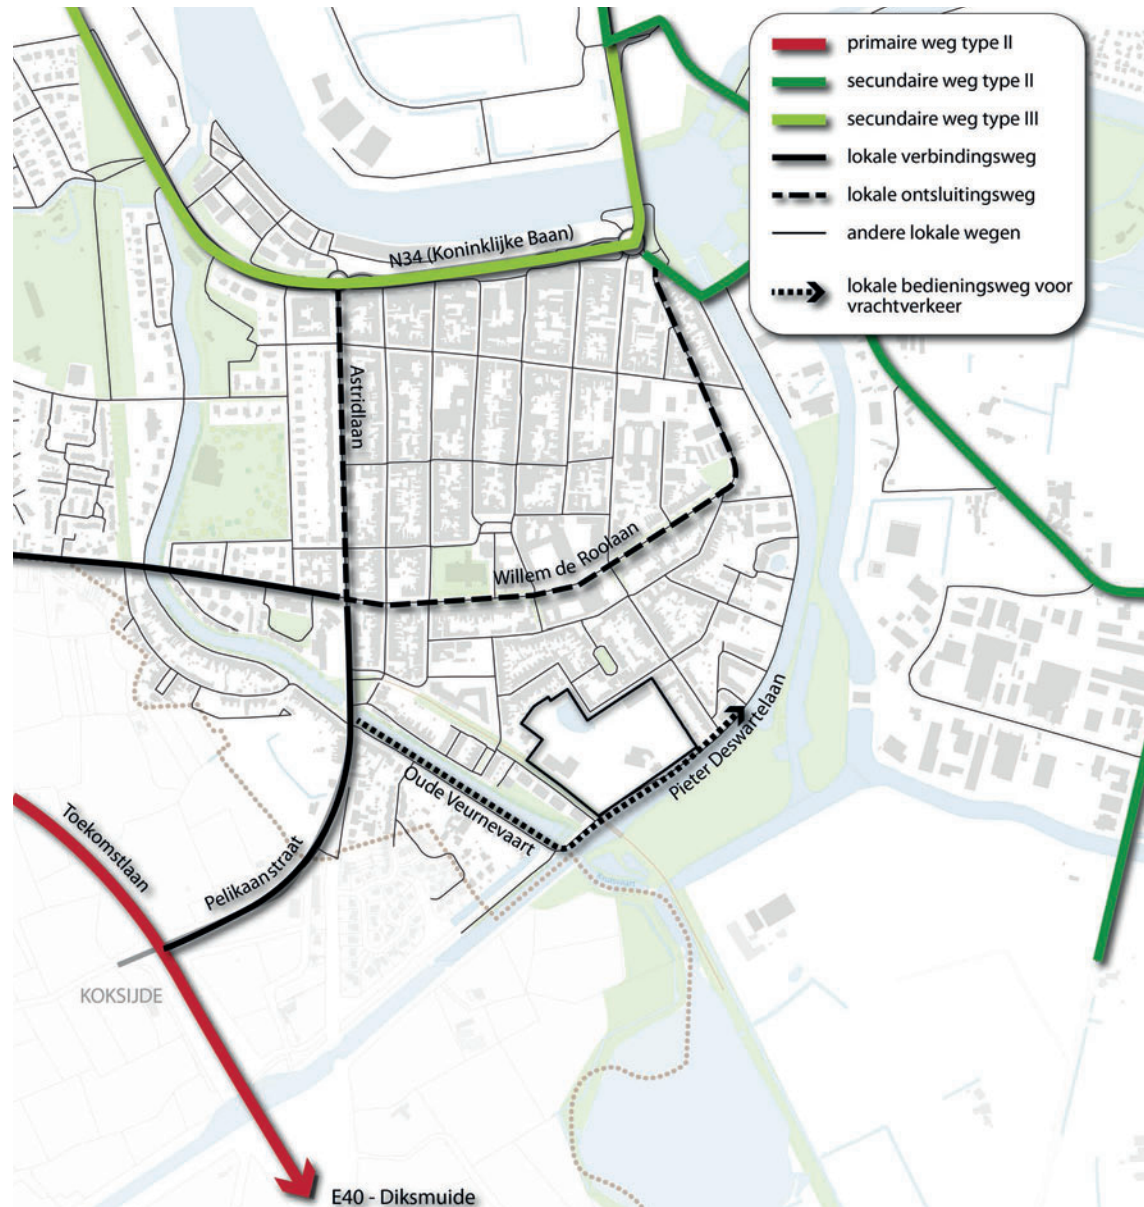 primaire weg type II
secundaire weg type II
secundaire weg type III
lokale verbindingsweg
lokale ontsluitingsweg
andere lokale wegen
lokale bedieningsweg voor
vrachtverkeer
N34 (Koninklijke Baan)
Astridlaan
Willem de Roolaan
Pieter Deswartelaan
Oude Veurnevaart
Toekomstlaan
Pelikaanstraat
KOKSIJDE
E40 - Diksmuide